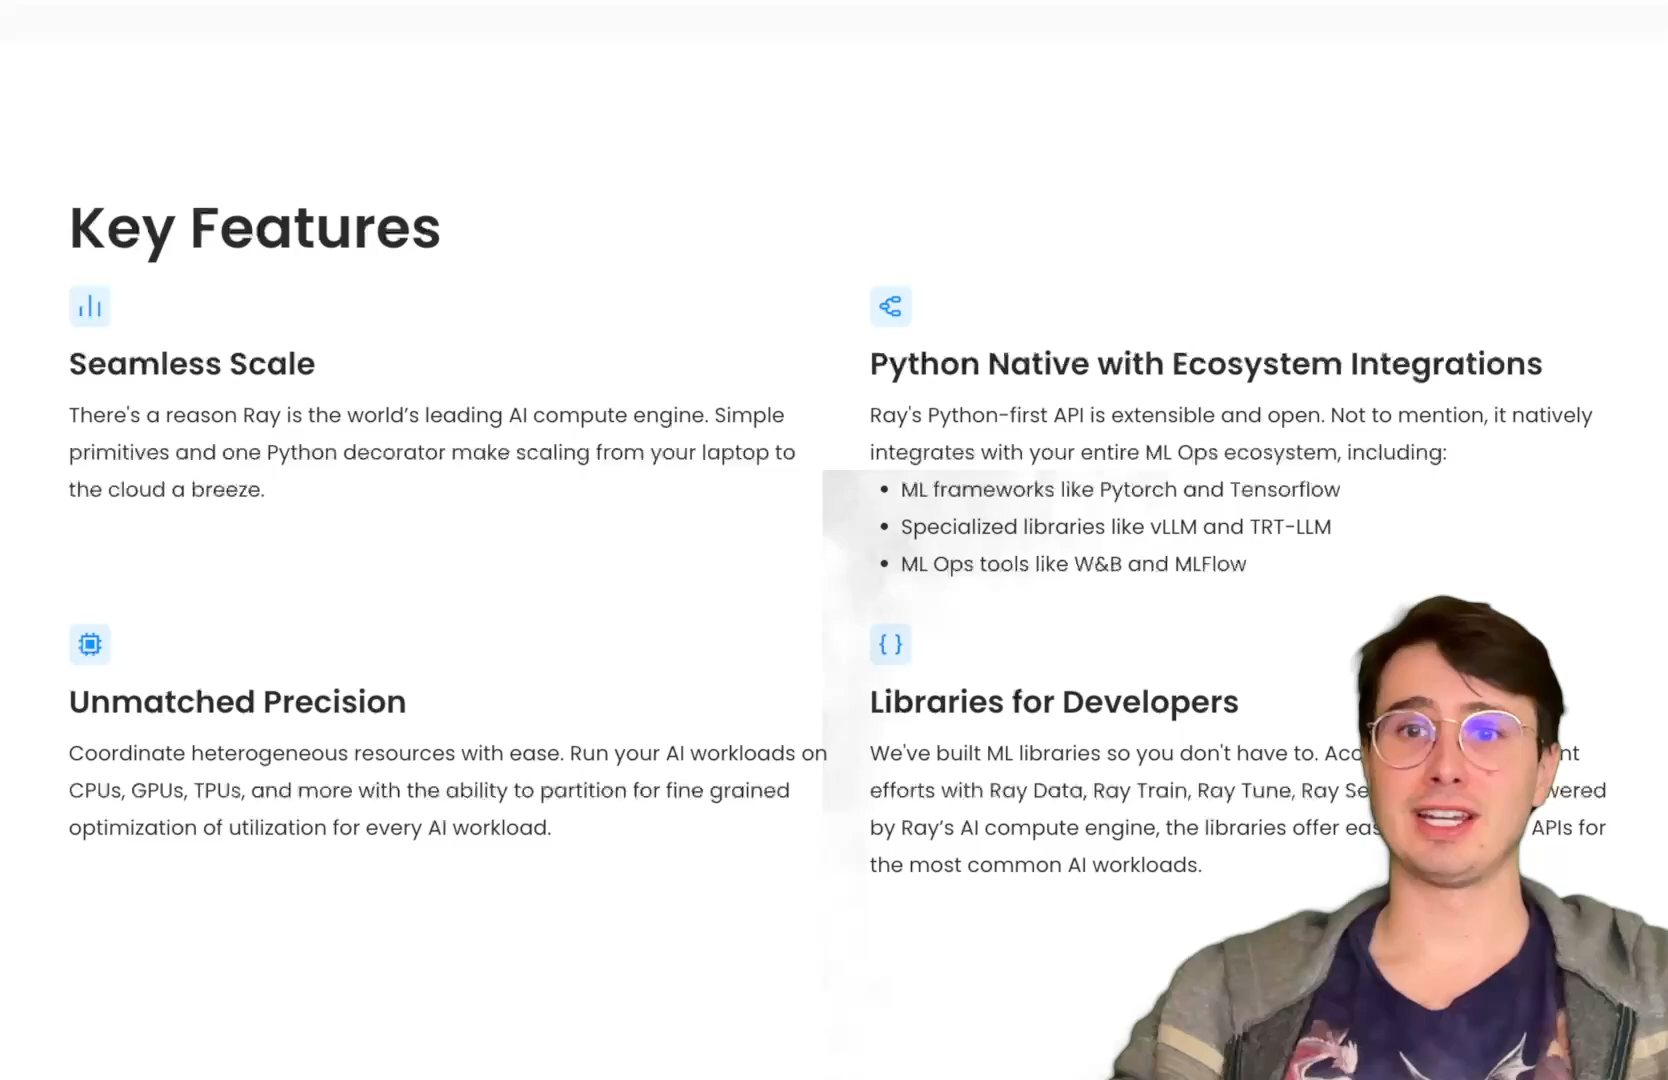 Key Features
Seamless Scale
There's a reason Ray is the world’s leading AI compute engine. Simple
primitives and one Python decorator make scaling from your laptop to
the cloud a breeze.
Python Native with Ecosystem Integrations
Ray's Python-first API is extensible and open. Not to mention, it natively
integrates with your entire ML Ops ecosystem, including:
• ML frameworks like Pytorch and Tensorflow
• Specialized libraries like vLLM and TRT-LLM
• ML Ops tools like W&B and MLFlow
Unmatched Precision
Coordinate heterogeneous resources with ease. Run your AI workloads on
CPUs, GPUs, TPUs, and more with the ability to partition for fine grained
optimization of utilization for every AI workload.
Libraries for Developers
We've built ML libraries so you don't have to.
efforts with Ray Data, Ray Train, Ray Tune, Ray
by Ray’s AI compute engine, the libraries offer APIs for
the most common AI workloads.